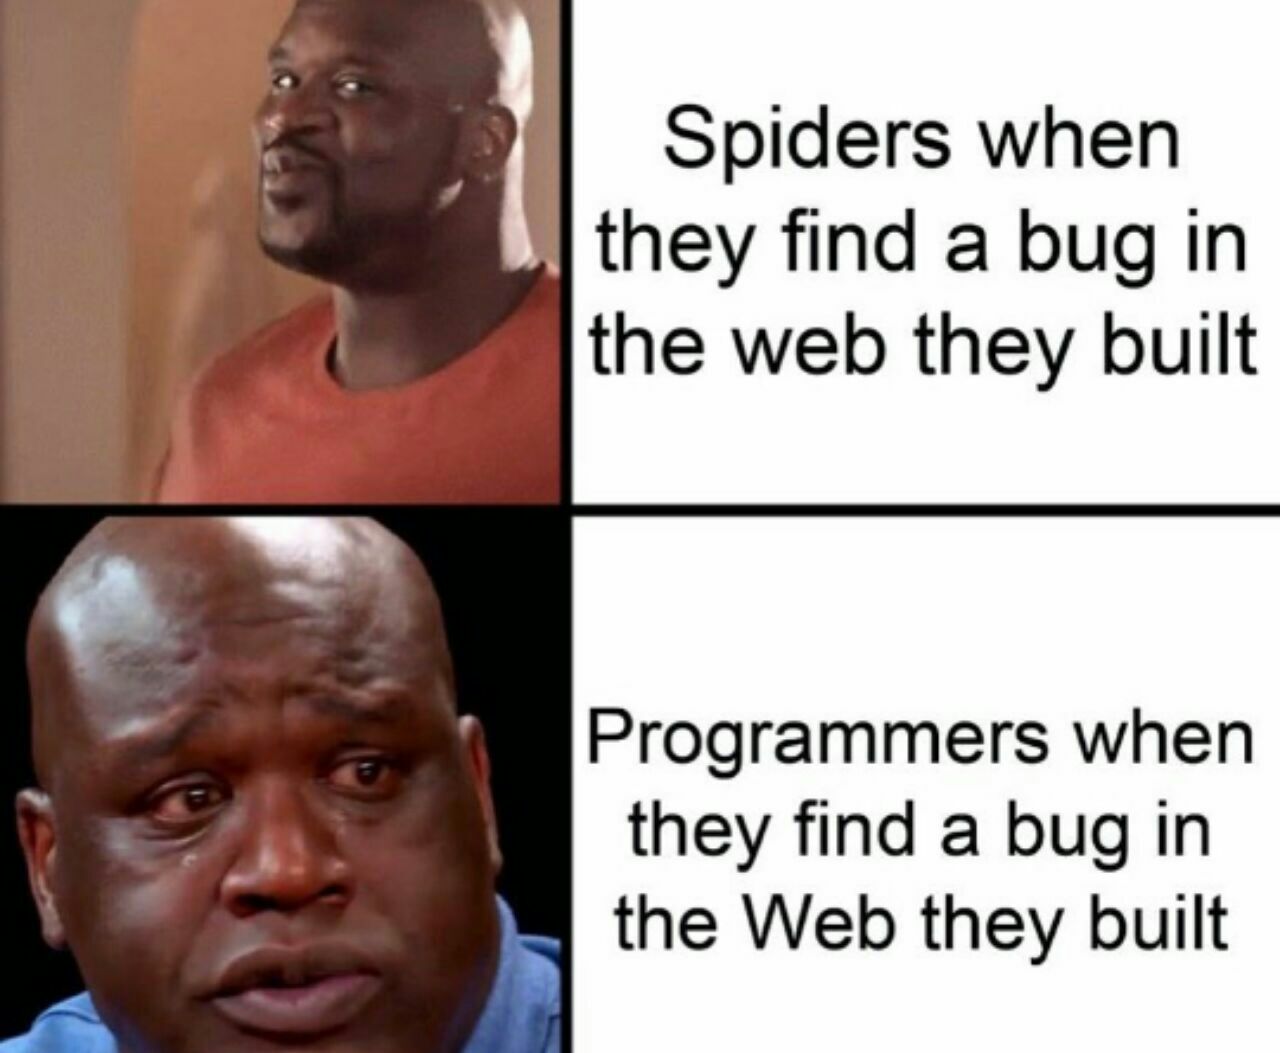 Spiders when
they find a bug in
the web they built
Programmers when
they find a bug in
the Web they built